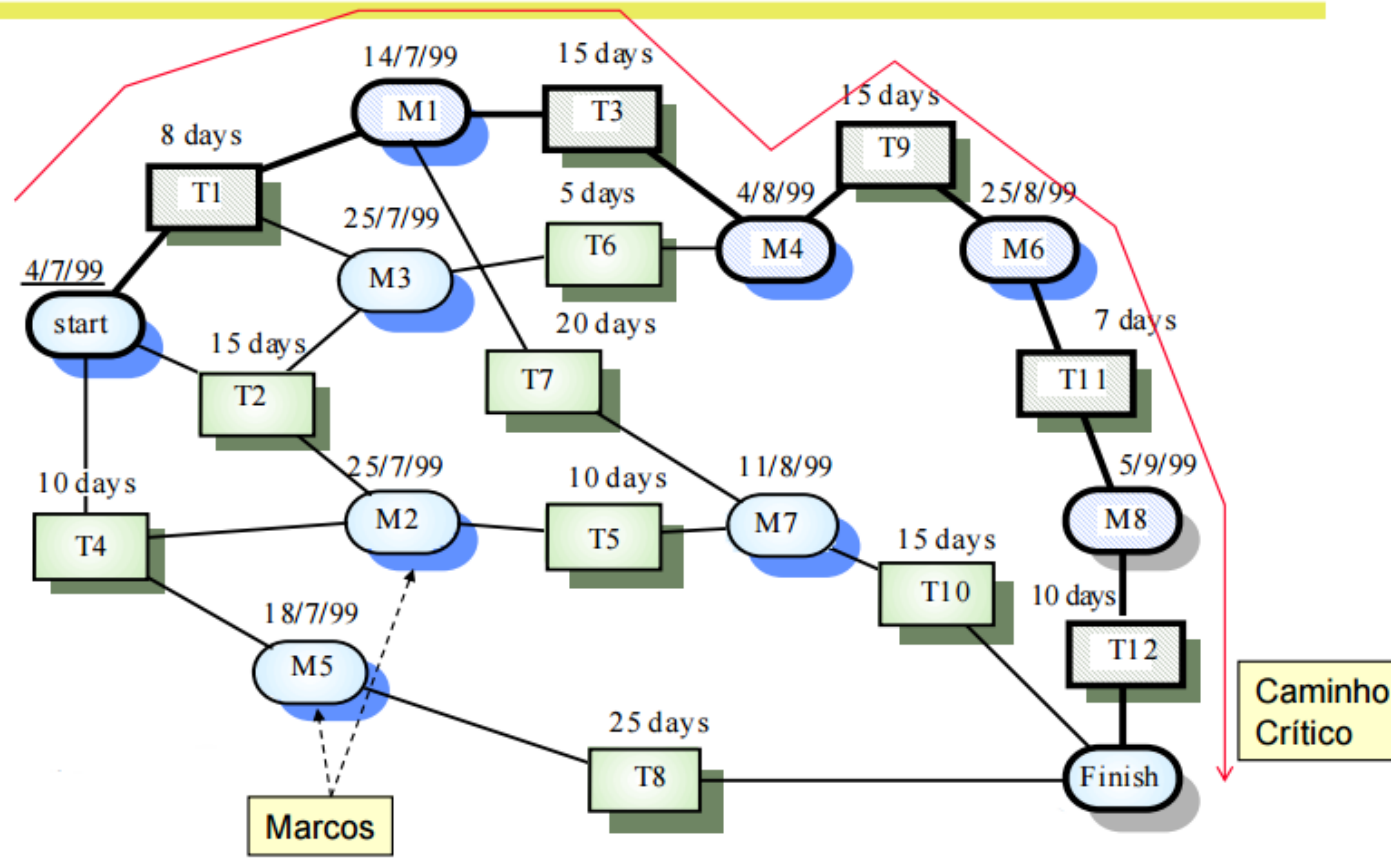 14/7/99
15 days
M1
T3
15 days
T9
8 days
T1
5 days
4/8/99
25/8/99
25/7/99
M3
T6
M4
M6
4/7/99
start
15 days
20 days
7 days
T2
T7
T11
25/7/99
11/8/99
5/9/99
10 days
10 days
M2
T5
M7
M8
T4
15 days
T10
10 days
18/7/99
M5
T12
Caminho
Crítico
25 days
T8
Finish
Marcos